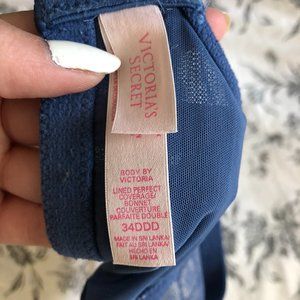 VICTORIA'S
SECRET
BODY BY
VICTORIA
LINED PERFECT
COVERAGE/
BONNET
COUVERTURE
PARFAITE DOUBLÉ
34DDD
MADE IN SRI LANKA/
FAIT AU SRI LANKA/
HECHO EN
SRI LANKA